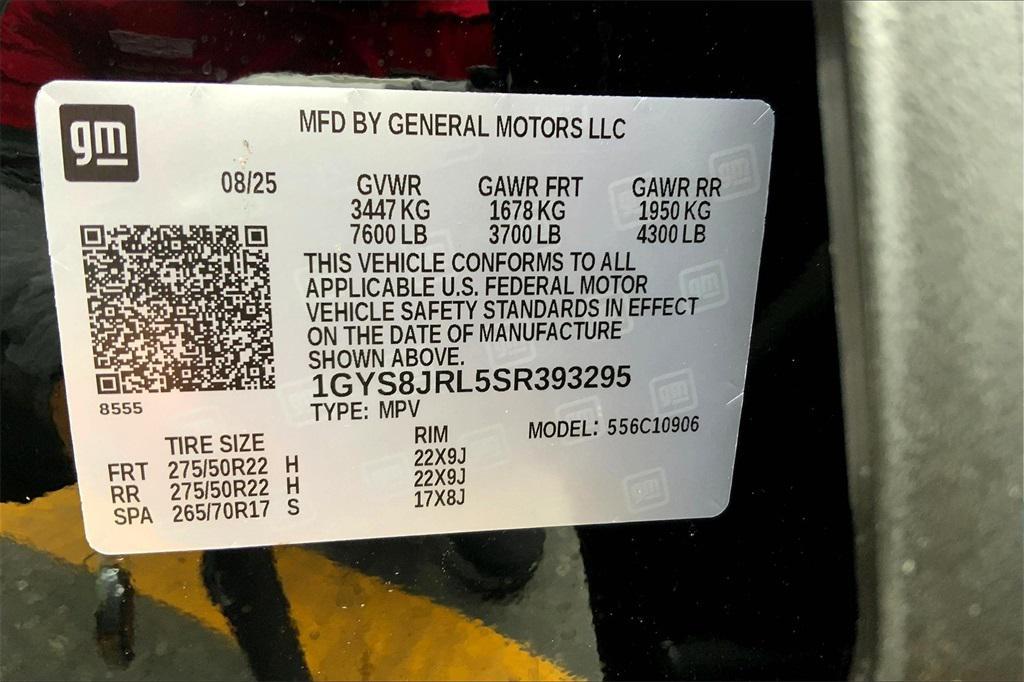 gm
MFD BY GENERAL MOTORS LLC
08/25 GVWR GAWR FRT GAWR RR
3447 KG 1678 KG 1950 KG
7600 LB 3700 LB 4300 LB
THIS VEHICLE CONFORMS TO ALL
APPLICABLE U.S. FEDERAL MOTOR
VEHICLE SAFETY STANDARDS IN EFFECT
ON THE DATE OF MANUFACTURE
SHOWN ABOVE.
1GYS8JRL5SR393295
8555
TYPE: MPV MODEL: 556C10906
TIRE SIZE RIM
FRT 275/50R22 H 22X9J
RR 275/50R22 H 22X9J
SPA 265/70R17 S 17X8J